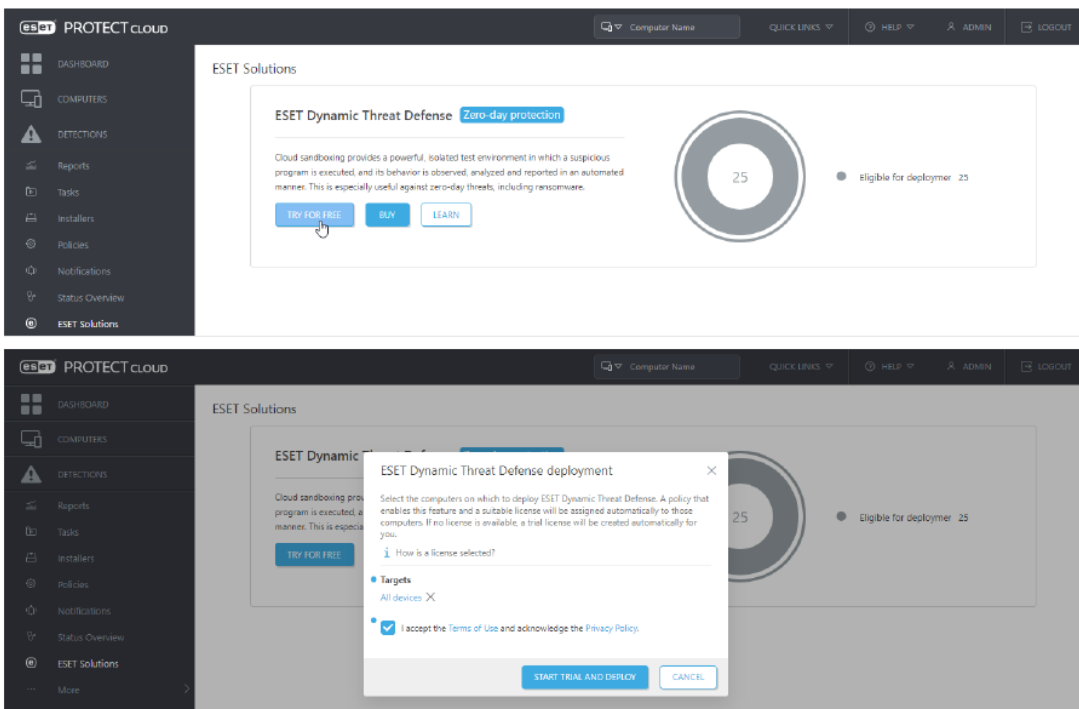 eset PROTECT CLOUD
Computer Name
QUICK LINKS
HELP
ADMIN
LOGOUT
DASHBOARD
COMPUTERS
DETECTIONS
Reports
Tasks
Installers
Policies
Notifications
Status Overview
ESET Solutions
ESET Solutions
ESET Dynamic Threat Defense Zero-day protection
Cloud sandboxing provides a powerful, isolated test environment in which a suspicious
program is executed, and its behavior is observed, analyzed and reported in an automated
manner. This is especially useful against zero-day threats, including ransomware.
TRY FOR FREE
BUY
LEARN
25
Eligible for deploymer 25
eset PROTECT CLOUD
Computer Name
QUICK LINKS
HELP
ADMIN
LOGOUT
DASHBOARD
COMPUTERS
DETECTIONS
Reports
Tasks
Installers
Policies
Notifications
Status Overview
ESET Solutions
More
ESET Solutions
ESET Dynamic
Cloud sandboxing prov
program is executed, a
manner. This is especia
TRY FOR FREE
25
Eligible for deploymer 25
ESET Dynamic Threat Defense deployment
Select the computers on which to deploy ESET Dynamic Threat Defense. A policy that
enables this feature and a suitable license will be assigned automatically to those
computers. If no license is available, a trial license will be created automatically for
you.
i How is a license selected?
Targets
All devices
I accept the Terms of Use and acknowledge the Privacy Policy.
START TRIAL AND DEPLOY
CANCEL